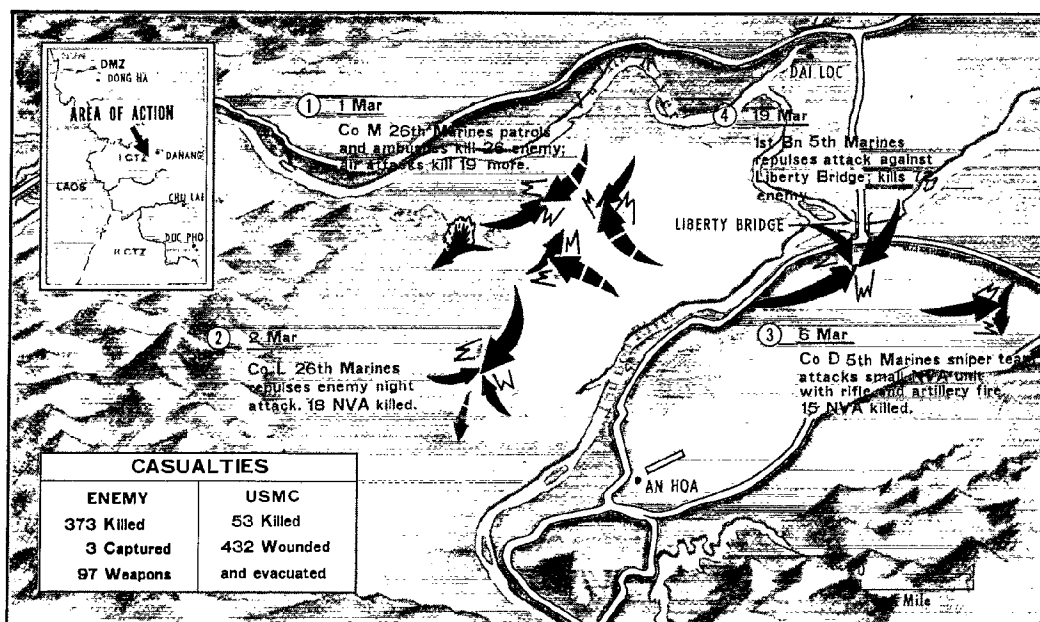 DMZ
DONG HA
AREA OF ACTION
I CTZ
DANANG
LAOS
CHU LAI
DUC PHO
II CTZ
1 1 Mar
Co M 26th Marines patrols
and ambushes kill 26 enemy;
air attacks kill 19 more.
DAI LOC
4 19 Mar
1st Bn 5th Marines
repulses attack against
Liberty Bridge; kills
enemy.
LIBERTY BRIDGE
2 2 Mar
Co L 26th Marines
repulses enemy night
attack. 18 NVA killed.
3 6 Mar
Co D 5th Marines sniper team
attacks small NVA unit
with rifle and artillery fire.
15 NVA killed.
AN HOA
CASUALTIES
ENEMY
373 Killed
3 Captured
97 Weapons
USMC
53 Killed
432 Wounded
and evacuated
0
Mile